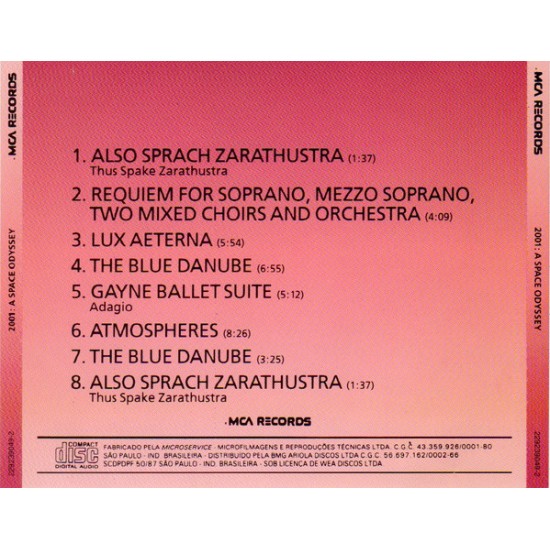 .MCA RECORDS
2001: A SPACE ODYSSEY
229239049-2
1. ALSO SPRACH ZARATHUSTRA (1:37)
Thus Spake Zarathustra
2. REQUIEM FOR SOPRANO, MEZZO SOPRANO,
TWO MIXED CHOIRS AND ORCHESTRA (4:09)
3. LUX AETERNA (5:54)
4. THE BLUE DANUBE (6:55)
5. GAYNE BALLET SUITE (5:12)
Adagio
6. ATMOSPHERES (8:26)
7. THE BLUE DANUBE (3:25)
8. ALSO SPRACH ZARATHUSTRA (1:37)
Thus Spake Zarathustra
.MCA RECORDS
COMPACT
disc
DIGITAL AUDIO
FABRICADO PELA MICROSERVICE - MICROFILMAGENS E REPRODUÇÕES TÉCNICAS LTDA. C.G.C. 43.359.926/0001-80
SÃO PAULO - IND. BRASILEIRA - DISTRIBUÍDO PELA BMG ARIOLA DISCOS LTDA C.G.C. 56.697.162/0002-66
SCDPDPF 50/87 SÃO PAULO - IND. BRASILEIRA - SOB LICENÇA DE WEA DISCOS LTDA
.MCA RECORDS
2001: A SPACE ODYSSEY
229239049-2